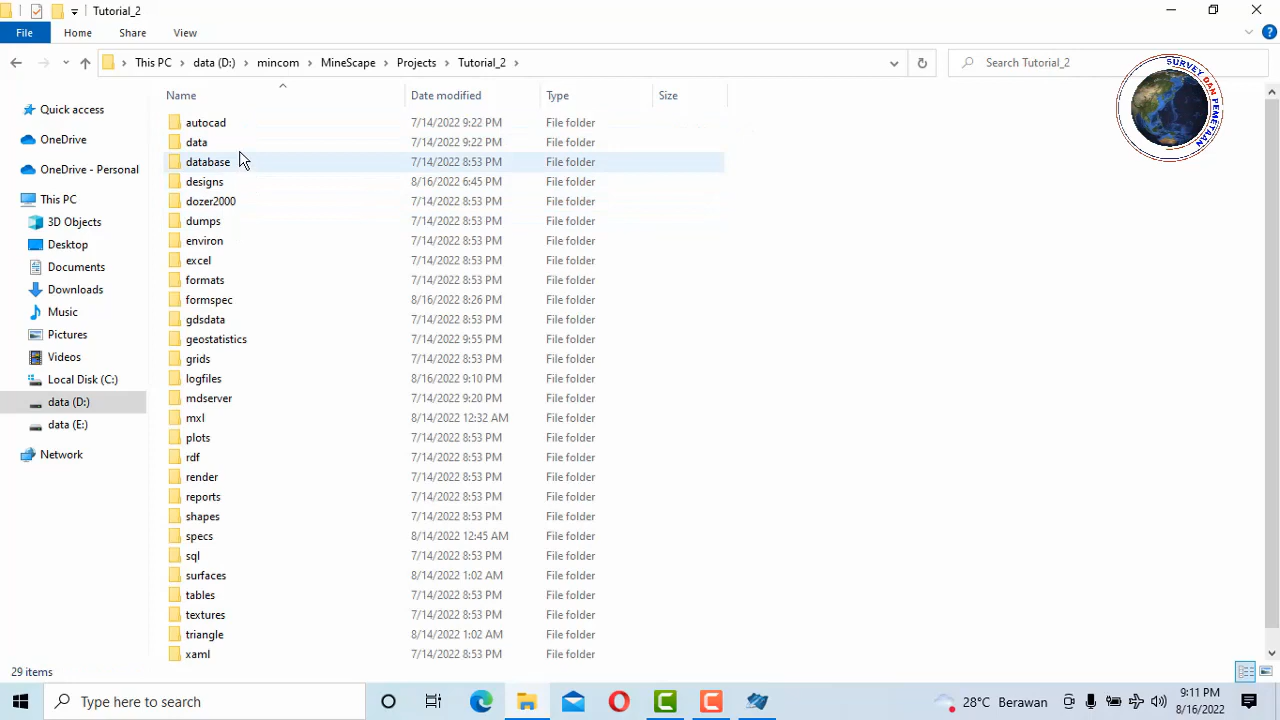 Tutorial_2
File Home Share View
This PC data (D:) mincom MineScape Projects Tutorial_2 Search Tutorial_2
SURVEY DAN PEMETAAN
Name Date modified Type Size
Quick access
OneDrive
OneDrive - Personal
This PC
3D Objects
Desktop
Documents
Downloads
Music
Pictures
Videos
Local Disk (C:)
data (D:)
data (E:)
Network
autocad 7/14/2022 9:22 PM File folder
data 7/14/2022 9:22 PM File folder
database 7/14/2022 8:53 PM File folder
designs 8/16/2022 6:45 PM File folder
dozer2000 7/14/2022 8:53 PM File folder
dumps 7/14/2022 8:53 PM File folder
environ 7/14/2022 8:53 PM File folder
excel 7/14/2022 8:53 PM File folder
formats 7/14/2022 8:53 PM File folder
formspec 8/16/2022 8:26 PM File folder
gdsdata 7/14/2022 8:53 PM File folder
geostatistics 7/14/2022 9:55 PM File folder
grids 7/14/2022 8:53 PM File folder
logfiles 8/16/2022 9:10 PM File folder
mdserver 7/14/2022 9:20 PM File folder
mxl 8/14/2022 12:32 AM File folder
plots 7/14/2022 8:53 PM File folder
rdf 7/14/2022 8:53 PM File folder
render 7/14/2022 8:53 PM File folder
reports 7/14/2022 8:53 PM File folder
shapes 7/14/2022 8:53 PM File folder
specs 8/14/2022 12:45 AM File folder
sql 7/14/2022 8:53 PM File folder
surfaces 8/14/2022 1:02 AM File folder
tables 7/14/2022 8:53 PM File folder
textures 7/14/2022 8:53 PM File folder
triangle 8/14/2022 1:02 AM File folder
xaml 7/14/2022 8:53 PM File folder
29 items
Type here to search
28°C Berawan
9:11 PM
8/16/2022